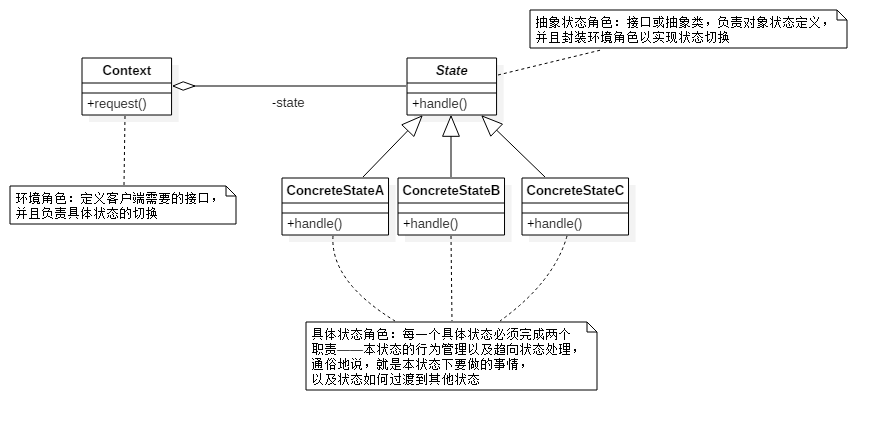 抽象状态角色：接口或抽象类，负责对象状态定义，
并且封装环境角色以实现状态切换
Context
+request()
-state
State
+handle()
环境角色：定义客户端需要的接口，
并且负责具体状态的切换
ConcreteStateA
+handle()
ConcreteStateB
+handle()
ConcreteStateC
+handle()
具体状态角色：每一个具体状态必须完成两个
职责——本状态的行为管理以及趋向状态处理，
通俗地说，就是本状态下要做的事情，
以及状态如何过渡到其他状态